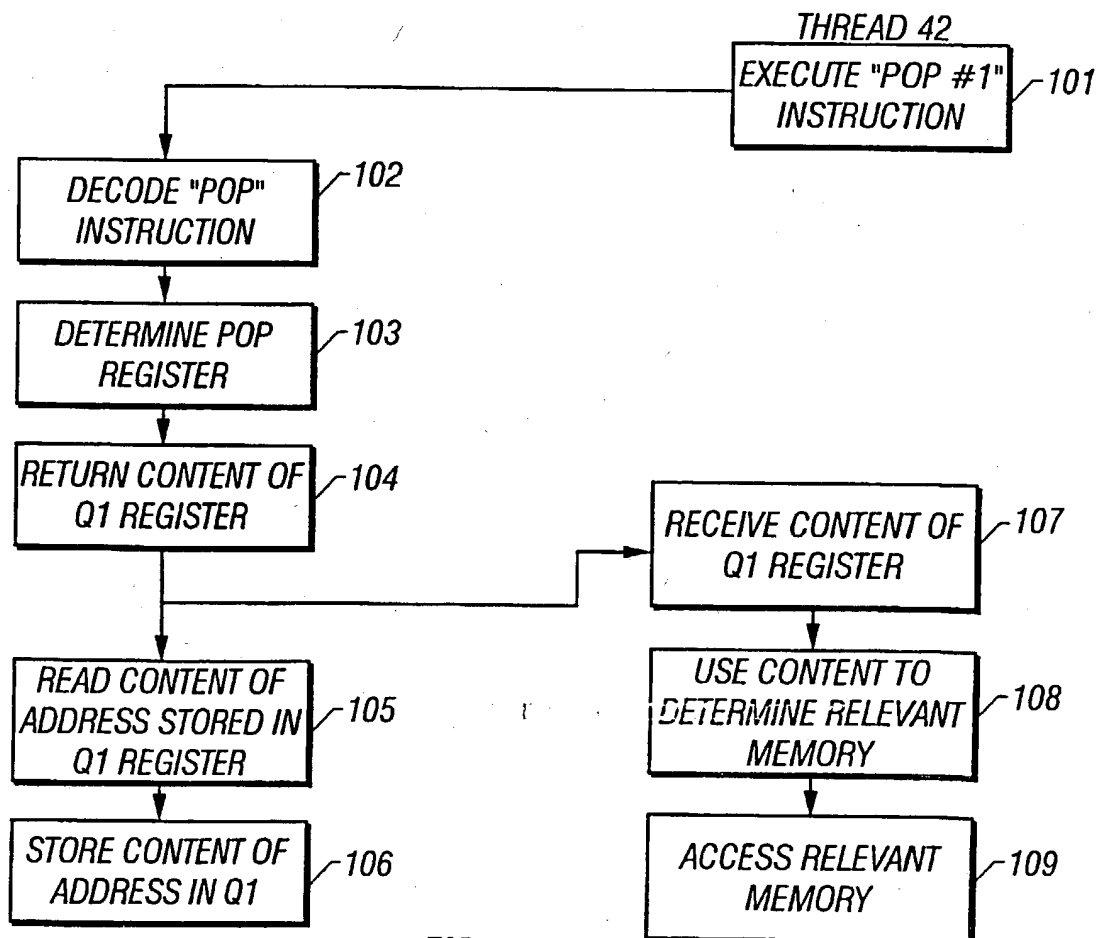 THREAD 42
EXECUTE "POP #1"
INSTRUCTION
101
DECODE "POP"
INSTRUCTION
102
DETERMINE POP
REGISTER
103
RETURN CONTENT OF
Q1 REGISTER
104
READ CONTENT OF
ADDRESS STORED IN
Q1 REGISTER
105
STORE CONTENT OF
ADDRESS IN Q1
106
RECEIVE CONTENT OF
Q1 REGISTER
107
USE CONTENT TO
DETERMINE RELEVANT
MEMORY
108
ACCESS RELEVANT
MEMORY
109